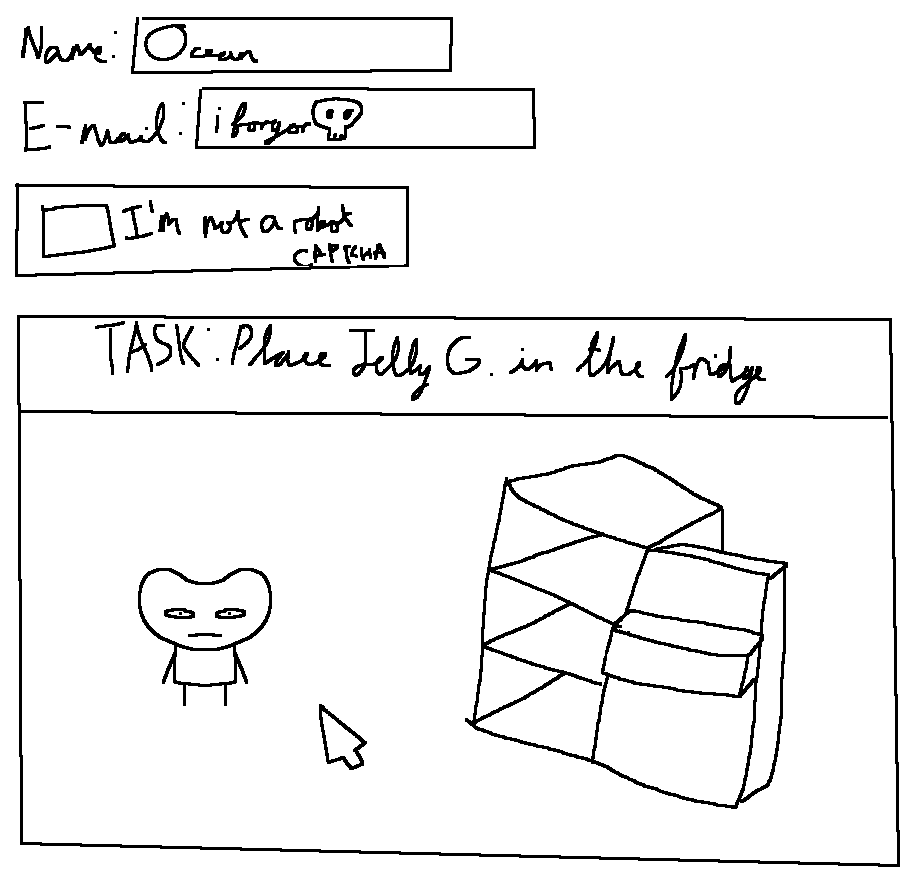 Name: Ocean
E-mail: i forgor💀
I'm not a robot
CAPTCHA
TASK: Place Jelly G. in the fridge